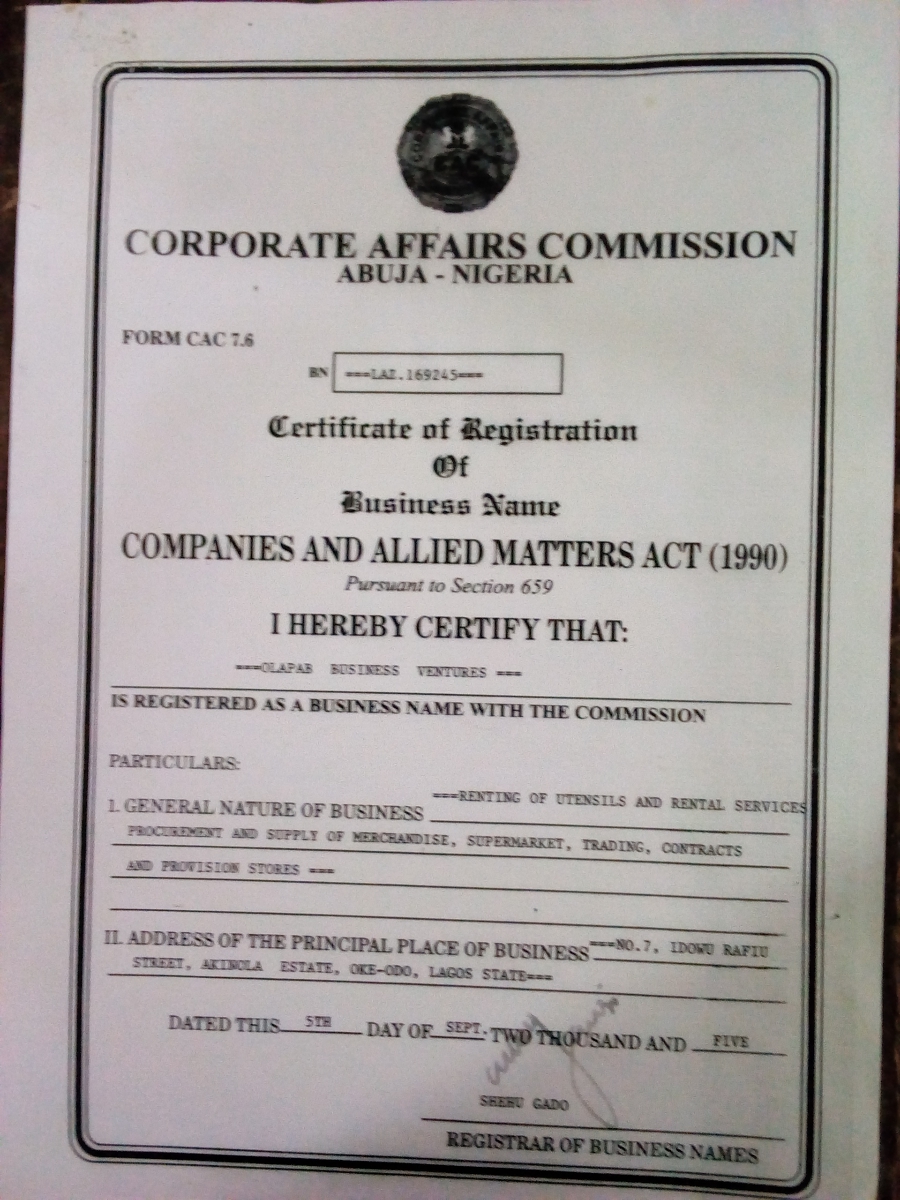 CORPORATE AFFAIRS COMMISSION
ABUJA - NIGERIA
FORM CAC 7.6
BN ===LAZ.169245===
Certificate of Registration
Of
Business Name
COMPANIES AND ALLIED MATTERS ACT (1990)
Pursuant to Section 659
I HEREBY CERTIFY THAT:
===OLAPAB BUSINESS VENTURES ===
IS REGISTERED AS A BUSINESS NAME WITH THE COMMISSION
PARTICULARS:
I. GENERAL NATURE OF BUSINESS ===RENTING OF UTENSILS AND RENTAL SERVICES
PROCUREMENT AND SUPPLY OF MERCHANDISE, SUPERMARKET, TRADING, CONTRACTS
AND PROVISION STORES ===
II. ADDRESS OF THE PRINCIPAL PLACE OF BUSINESS ===NO.7, IDOWU RAFIU
STREET, AKINOLA ESTATE, OKE-ODO, LAGOS STATE===
DATED THIS 5TH DAY OF SEPT. TWO THOUSAND AND FIVE
SHEHU GADO
REGISTRAR OF BUSINESS NAMES